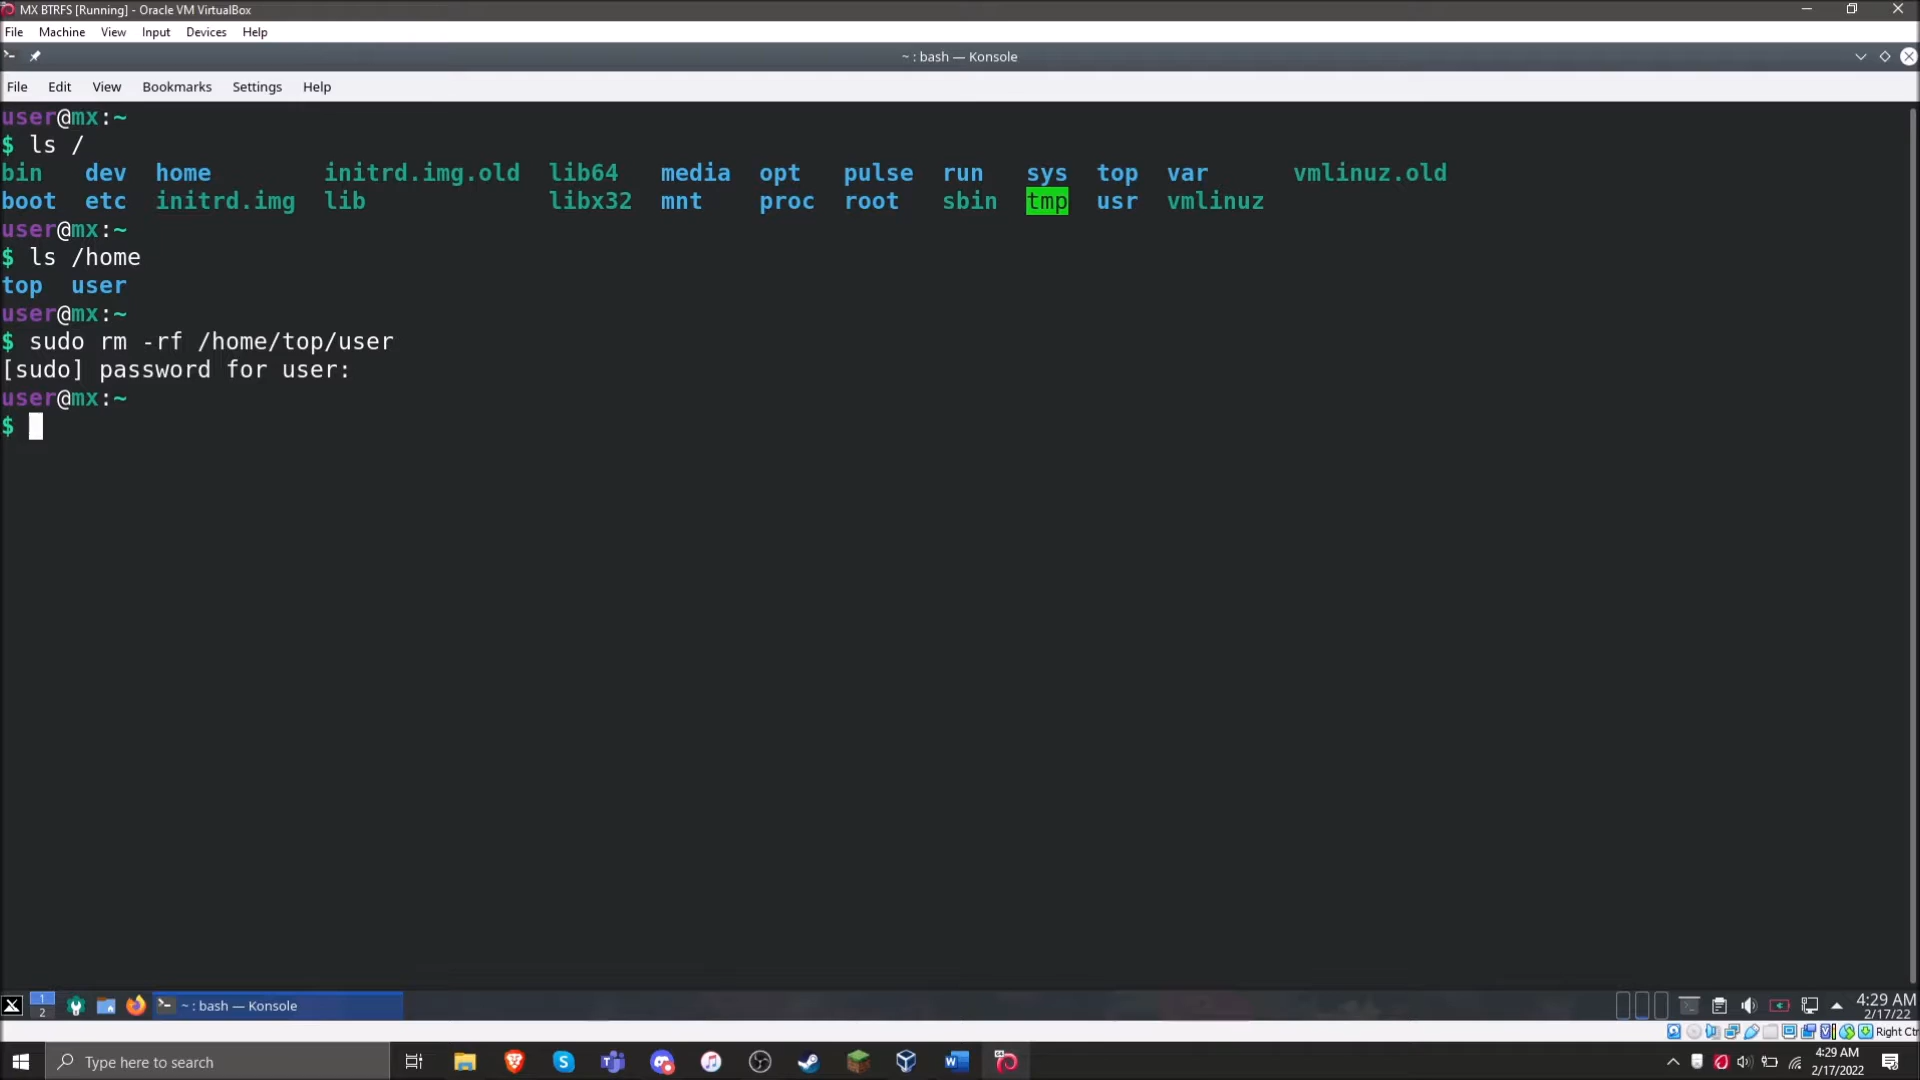 MX BTRFS [Running] - Oracle VM VirtualBox
File Machine View Input Devices Help
~ : bash — Konsole
File Edit View Bookmarks Settings Help
user@mx:~
$ ls /
bin dev home initrd.img.old lib64 media opt pulse run sys top var vmlinuz.old
boot etc initrd.img lib libx32 mnt proc root sbin tmp usr vmlinuz
user@mx:~
$ ls /home
top user
user@mx:~
$ sudo rm -rf /home/top/user
[sudo] password for user:
user@mx:~
$
1
2
~ : bash — Konsole
4:29 AM
2/17/22
Right Ctr
Type here to search
4:29 AM
2/17/2022